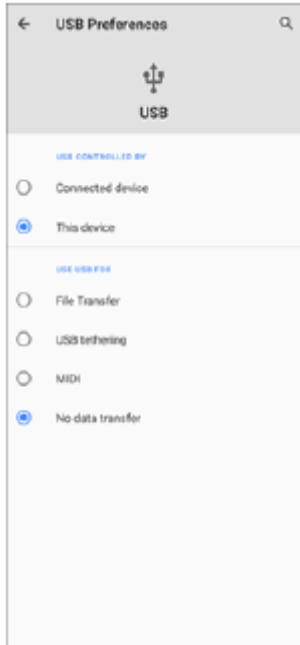 USB Preferences
USB
USB CONTROLLED BY
Connected device
This device
USE USB FOR
File Transfer
USB tethering
MIDI
No data transfer